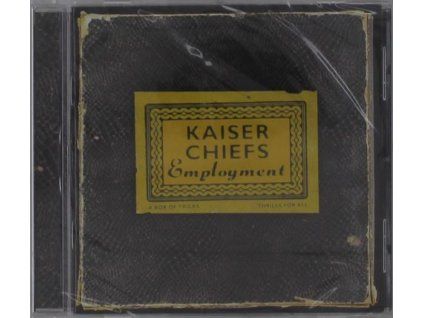 KAISER
CHIEFS
Employment
A BOX OF TRICKS THRILLS FOR ALL